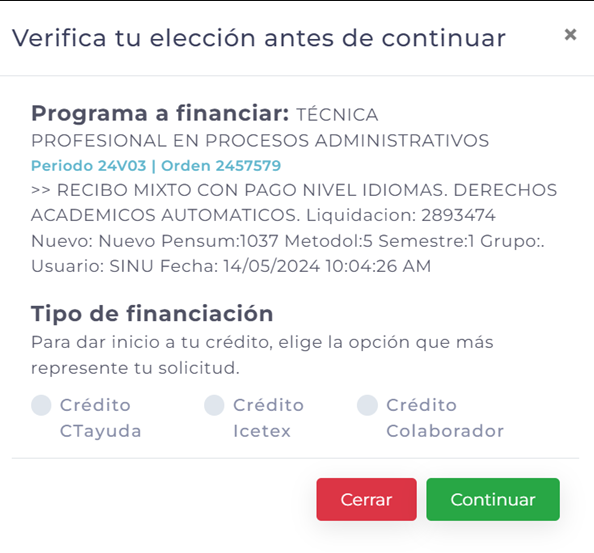 Verifica tu elección antes de continuar ×
Programa a financiar: TÉCNICA
PROFESIONAL EN PROCESOS ADMINISTRATIVOS
Periodo 24V03 | Orden 2457579
>> RECIBO MIXTO CON PAGO NIVEL IDIOMAS. DERECHOS
ACADEMICOS AUTOMATICOS. Liquidacion: 2893474
Nuevo: Nuevo Pensum:1037 Metodol:5 Semestre:1 Grupo:.
Usuario: SINU Fecha: 14/05/2024 10:04:26 AM
Tipo de financiación
Para dar inicio a tu crédito, elige la opción que más
represente tu solicitud.
Crédito
CTayuda
Crédito
Icetex
Crédito
Colaborador
Cerrar
Continuar